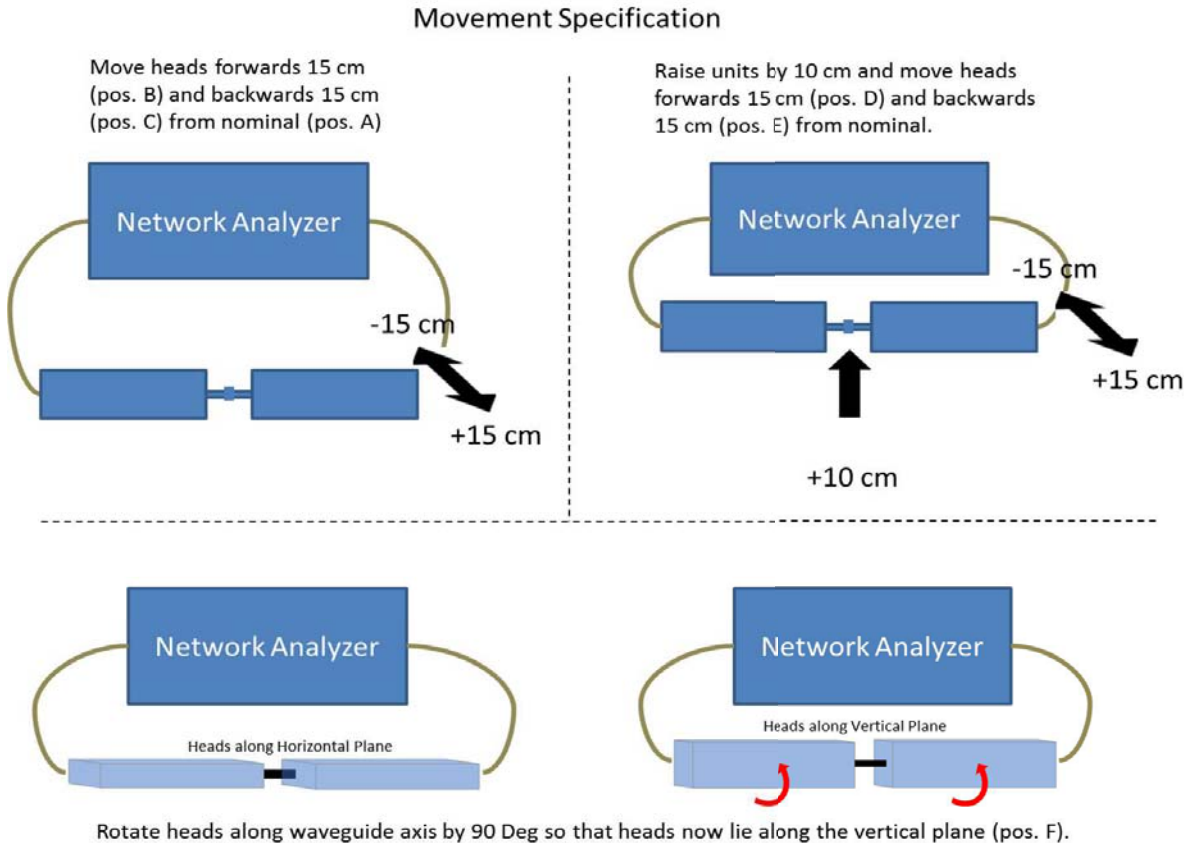 Movement Specification
Move heads forwards 15 cm
(pos. B) and backwards 15 cm
(pos. C) from nominal (pos. A)
Network Analyzer
-15 cm
+15 cm
Raise units by 10 cm and move heads
forwards 15 cm (pos. D) and backwards
15 cm (pos. E) from nominal.
Network Analyzer
-15 cm
+15 cm
+10 cm
Network Analyzer
Heads along Horizontal Plane
Network Analyzer
Heads along Vertical Plane
Rotate heads along waveguide axis by 90 Deg so that heads now lie along the vertical plane (pos. F).